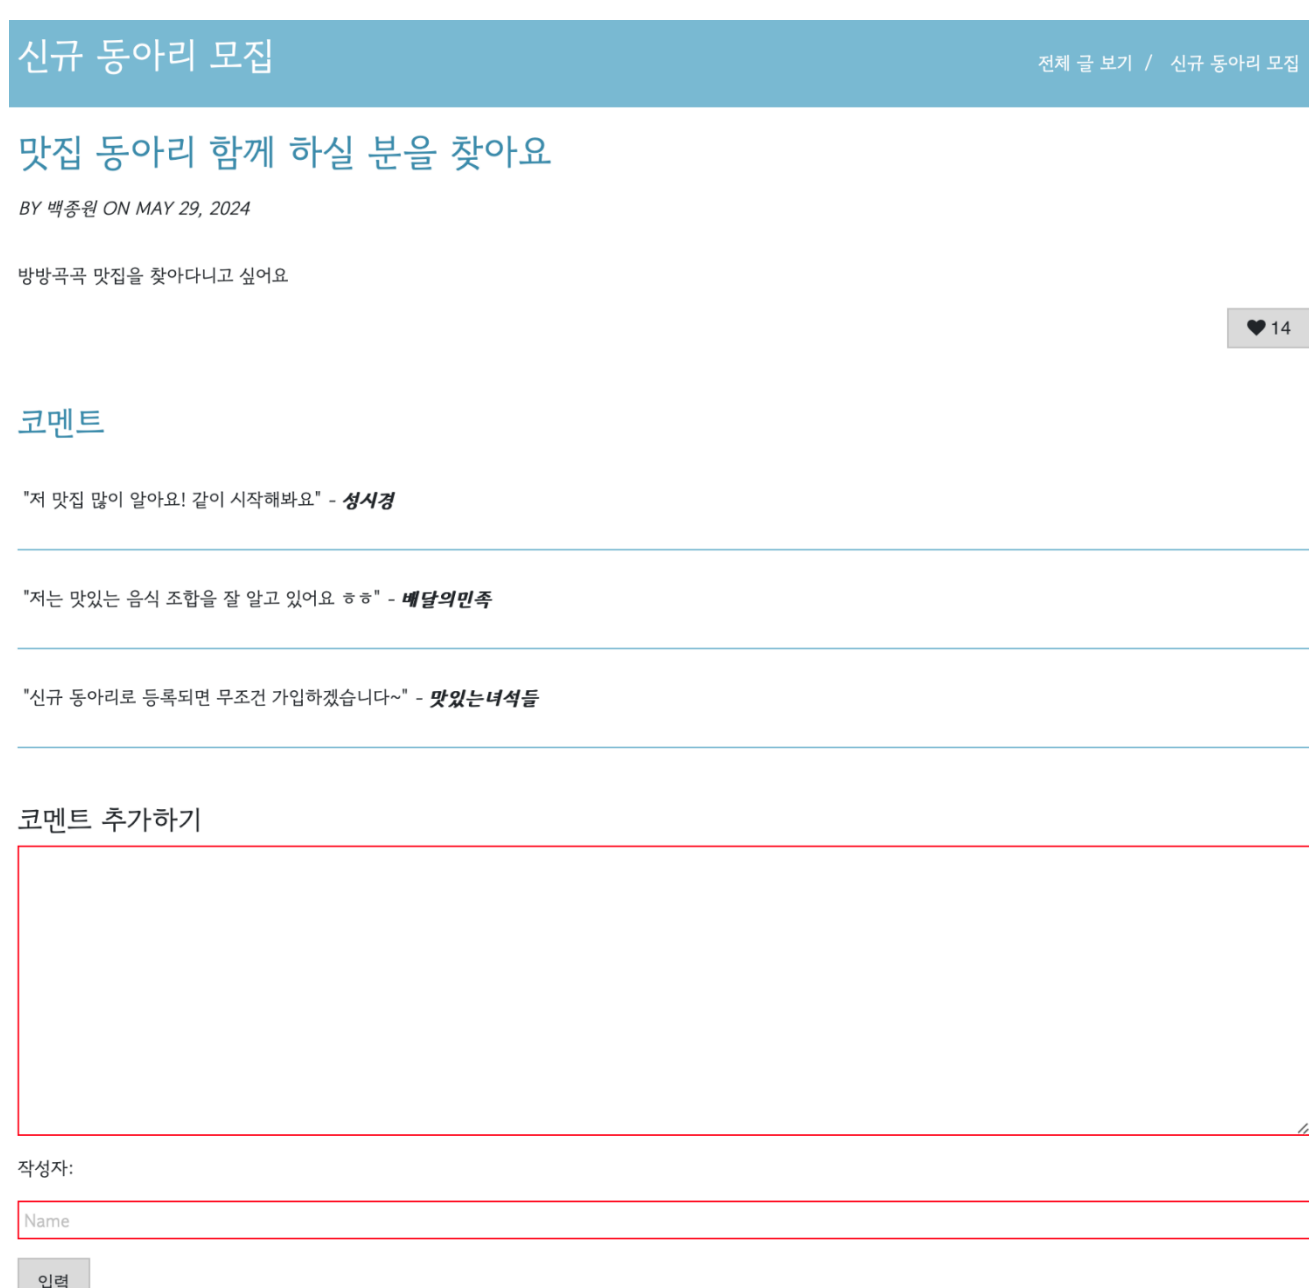 신규 동아리 모집
전체 글 보기 / 신규 동아리 모집
맛집 동아리 함께 하실 분을 찾아요
BY 백종원 ON MAY 29, 2024
방방곡곡 맛집을 찾아다니고 싶어요
14
코멘트
"저 맛집 많이 알아요! 같이 시작해봐요" - 성시경
"저는 맛있는 음식 조합을 잘 알고 있어요 ㅎㅎ" - 배달의민족
"신규 동아리로 등록되면 무조건 가입하겠습니다~" - 맛있는녀석들
코멘트 추가하기
작성자:
Name
입력